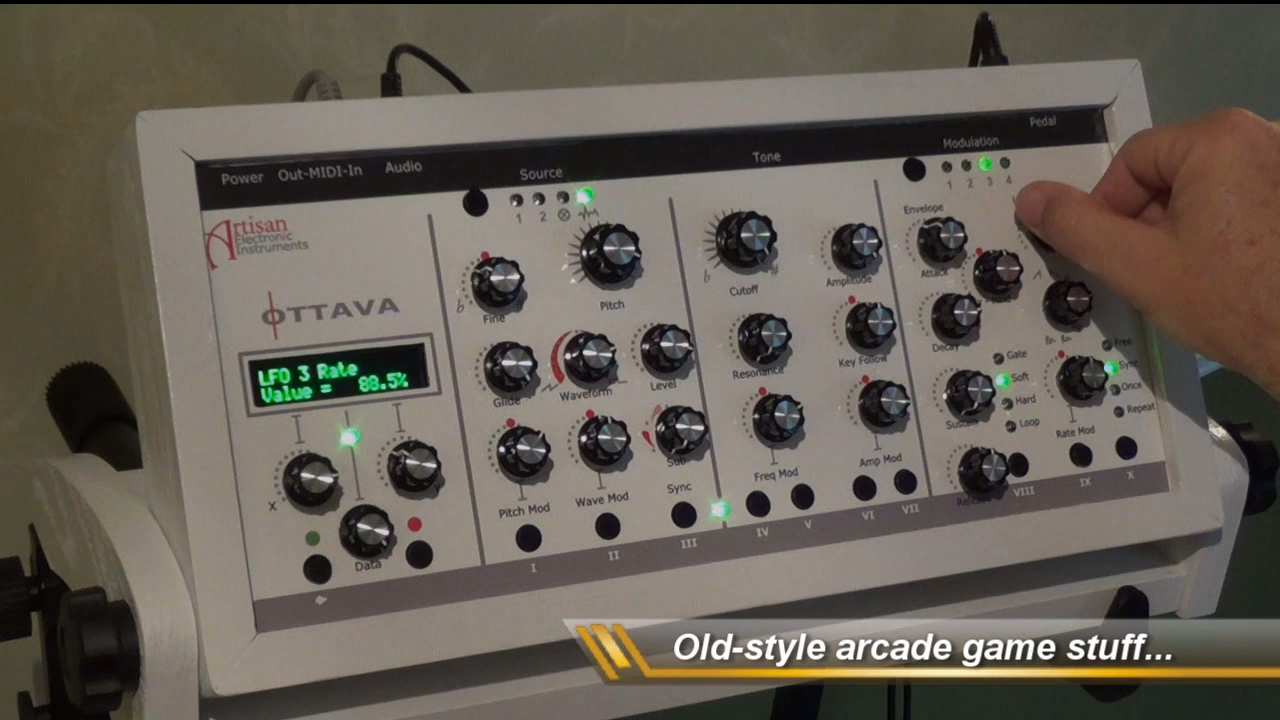 Power
Out-MIDI-In
Audio
Source
Tone
Modulation
Pedal
Artisan
Electronic
Instruments
OTTAVA
LFO 3 Rate
Value = 88.5%
X
Data
1 2
♭
Fine
Pitch
Glide
Waveform
Level
Sub
Pitch Mod
Wave Mod
Sync
I
II
III
♭
Cutoff
Amplitude
Resonance
Key Follow
Freq Mod
Amp Mod
IV
V
VI
VII
1 2 3 4
Envelope
Attack
Decay
Gate
Soft
Hard
Loop
Free
Sync
Once
Repeat
Rate Mod
VIII
IX
X
Old-style arcade game stuff...